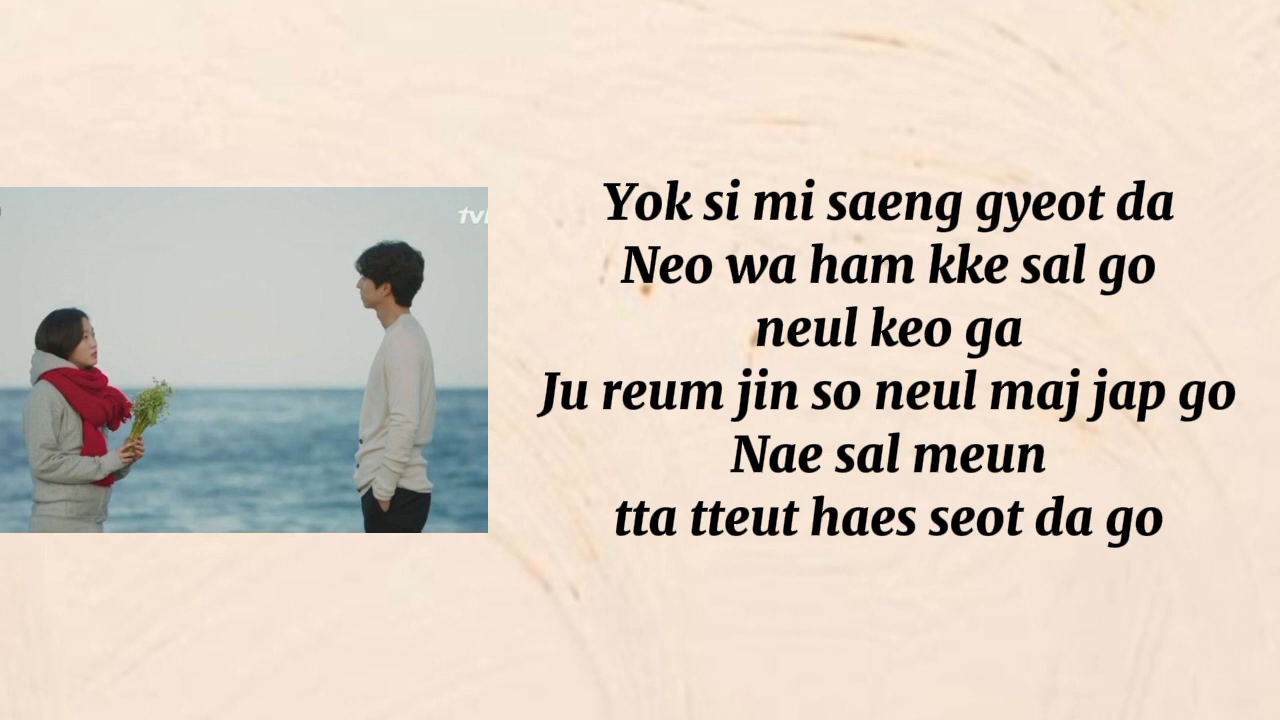 tv
Yok si mi saeng gyeot da
Neo wa ham kke sal go
neul keo ga
Ju reum jin so neul maj jap go
Nae sal meun
tta tteut haes seot da go